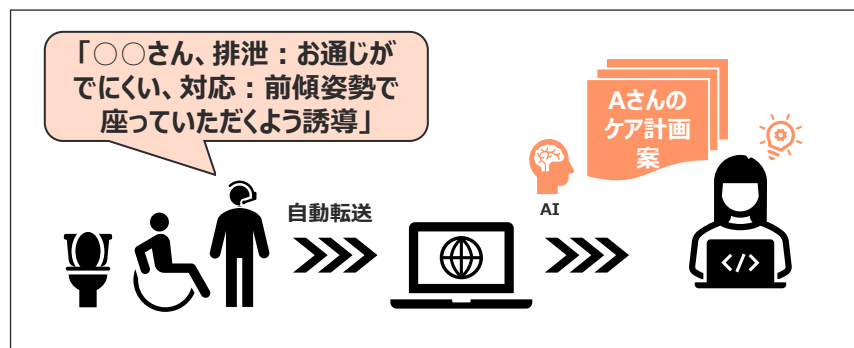 「○○さん、排泄：お通じが
でにくい、対応：前傾姿勢で
座っていただくよう誘導」
Aさんの
ケア計画
案
自動転送
AI
</>